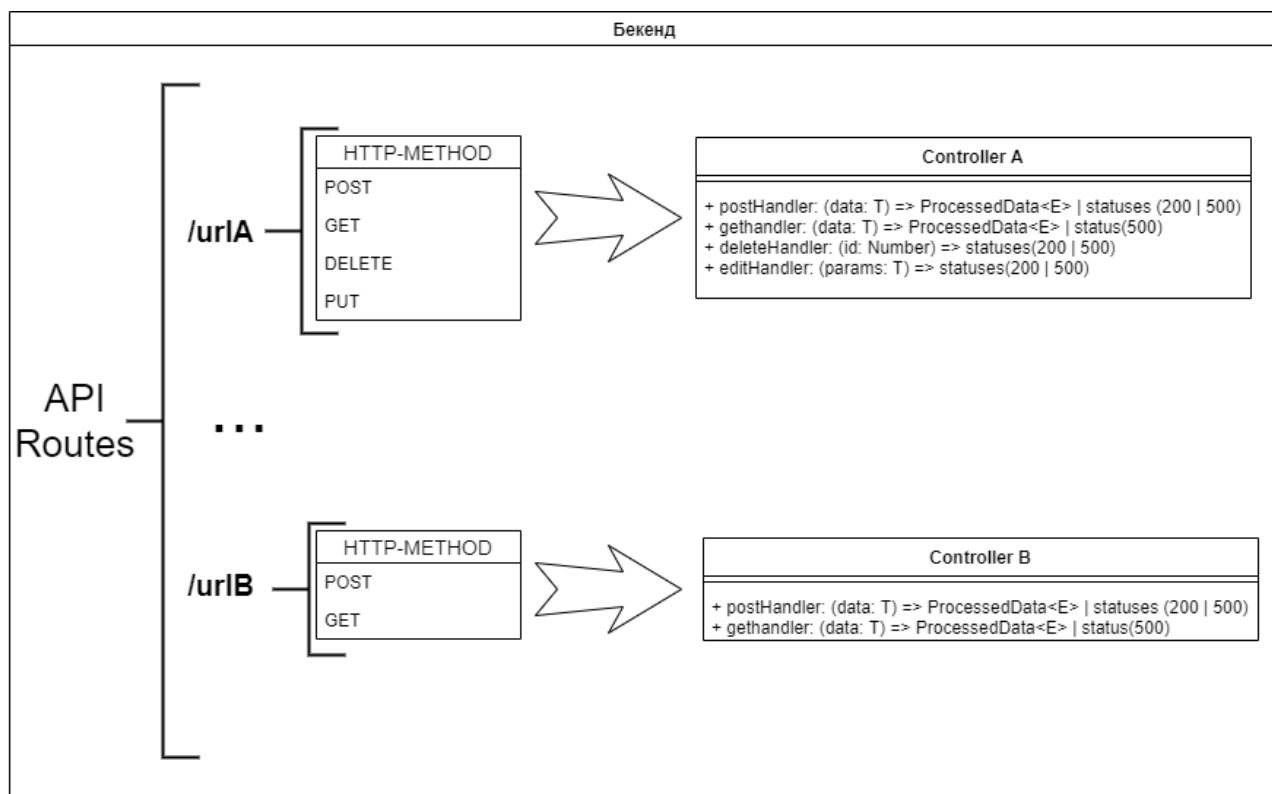 Бекенд
API
Routes
/urlA
HTTP-METHOD
POST
GET
DELETE
PUT
Controller A
+ postHandler: (data: T) => ProcessedData<E> | statuses (200 | 500)
+ gethandler: (data: T) => ProcessedData<E> | status(500)
+ deleteHandler: (id: Number) => statuses(200 | 500)
+ editHandler: (params: T) => statuses(200 | 500)
...
/urlB
HTTP-METHOD
POST
GET
Controller B
+ postHandler: (data: T) => ProcessedData<E> | statuses (200 | 500)
+ gethandler: (data: T) => ProcessedData<E> | status(500)